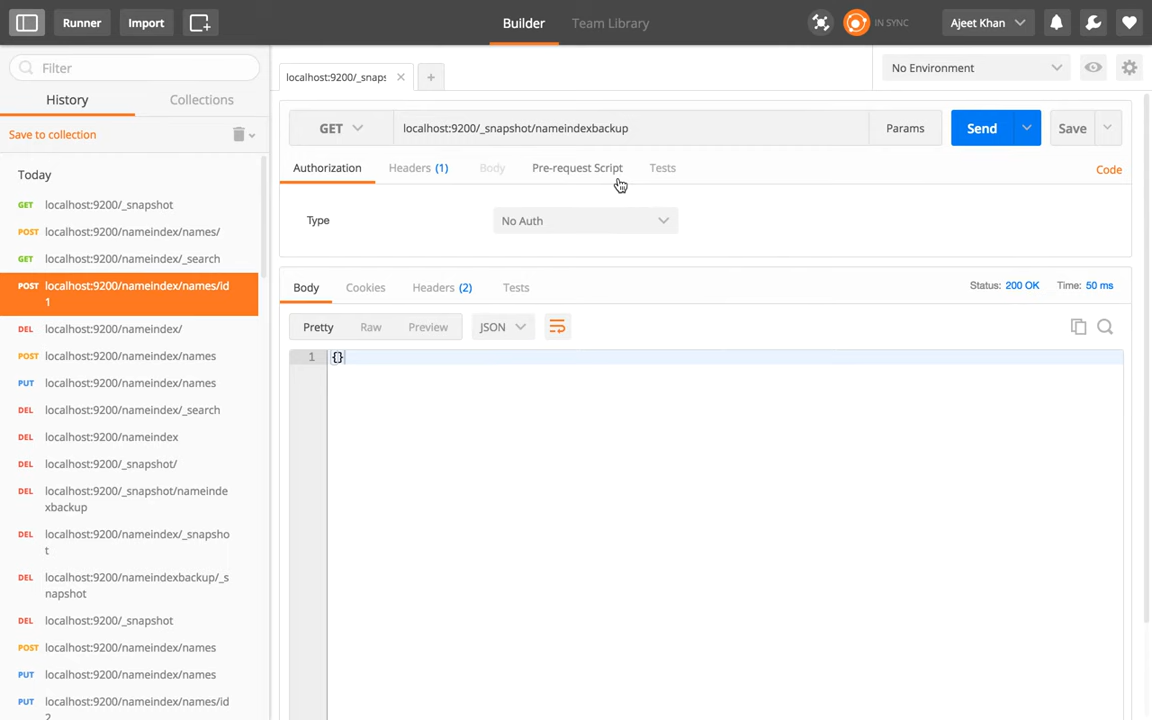 Runner
Import
Builder
Team Library
IN SYNC
Ajeet Khan
Filter
History
Collections
Save to collection
Today
GET localhost:9200/_snapshot
POST localhost:9200/nameindex/names/
GET localhost:9200/nameindex/_search
POST localhost:9200/nameindex/names/id
1
DEL localhost:9200/nameindex/
POST localhost:9200/nameindex/names
PUT localhost:9200/nameindex/names
DEL localhost:9200/nameindex/_search
DEL localhost:9200/nameindex
DEL localhost:9200/_snapshot/
DEL localhost:9200/_snapshot/nameinde
xbackup
DEL localhost:9200/nameindex/_snapsho
t
DEL localhost:9200/nameindexbackup/_s
napshot
DEL localhost:9200/_snapshot
POST localhost:9200/nameindex/names
PUT localhost:9200/nameindex/names
PUT localhost:9200/nameindex/names/id
2
localhost:9200/_snaps
No Environment
GET
localhost:9200/_snapshot/nameindexbackup
Params
Send
Save
Authorization
Headers (1)
Body
Pre-request Script
Tests
Code
Type
No Auth
Body
Cookies
Headers (2)
Tests
Status: 200 OK
Time: 50 ms
Pretty
Raw
Preview
JSON
1 {}